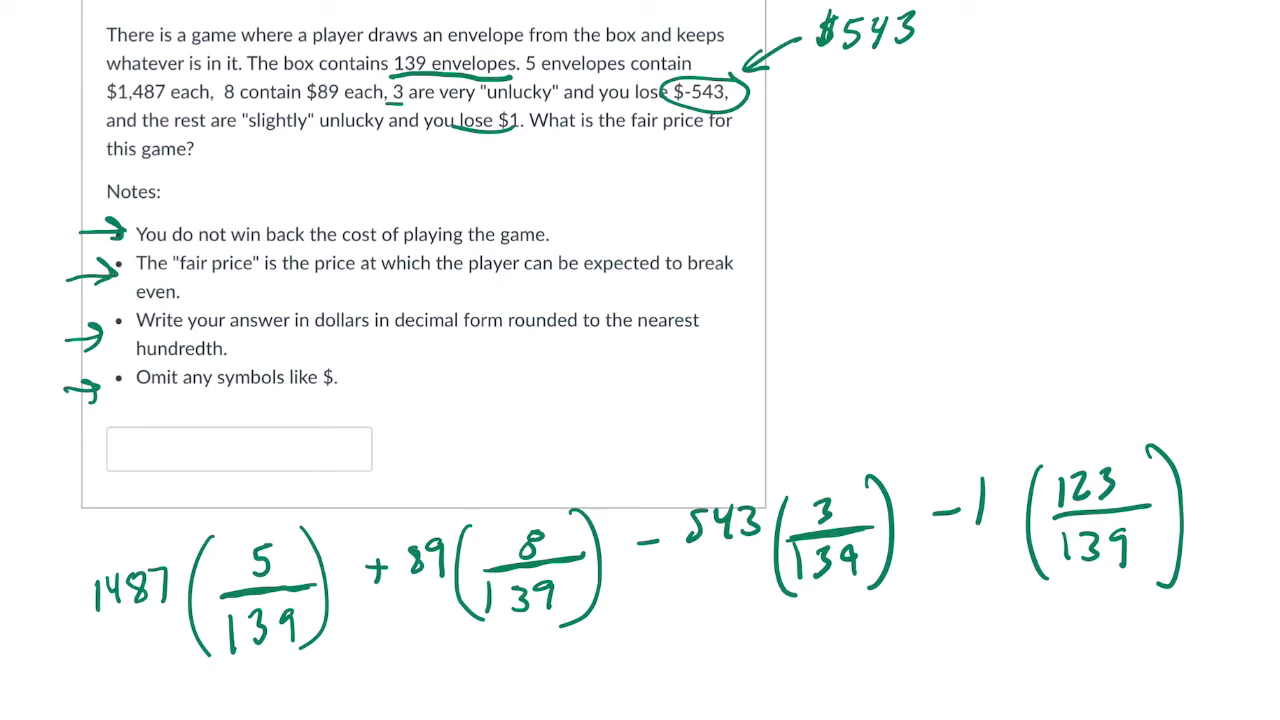 $543
There is a game where a player draws an envelope from the box and keeps
whatever is in it. The box contains 139 envelopes. 5 envelopes contain
$1,487 each,  8 contain $89 each, 3 are very "unlucky" and you lose $-543,
and the rest are "slightly" unlucky and you lose $1. What is the fair price for
this game?
Notes:
• You do not win back the cost of playing the game.
• The "fair price" is the price at which the player can be expected to break
even.
• Write your answer in dollars in decimal form rounded to the nearest
hundredth.
• Omit any symbols like $.
1487 (5/139) + 89 (8/139) - 543 (3/139) - 1 (123/139)